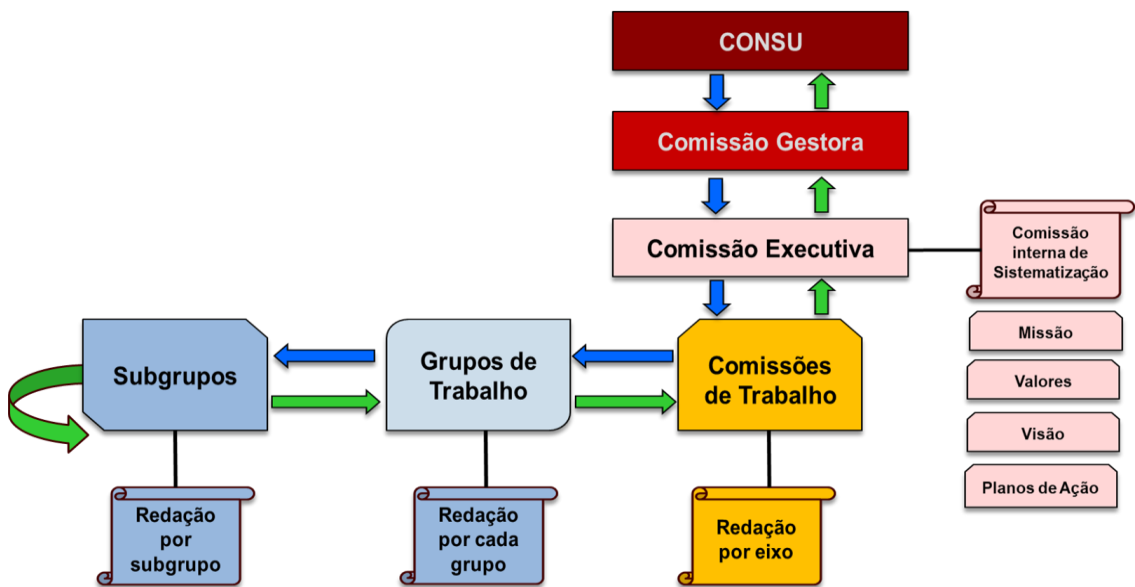 CONSU
Comissão Gestora
Comissão Executiva
Comissão
interna de
Sistematização
Missão
Valores
Visão
Planos de Ação
Subgrupos
Grupos de
Trabalho
Comissões
de Trabalho
Redação
por
subgrupo
Redação
por cada
grupo
Redação
por eixo